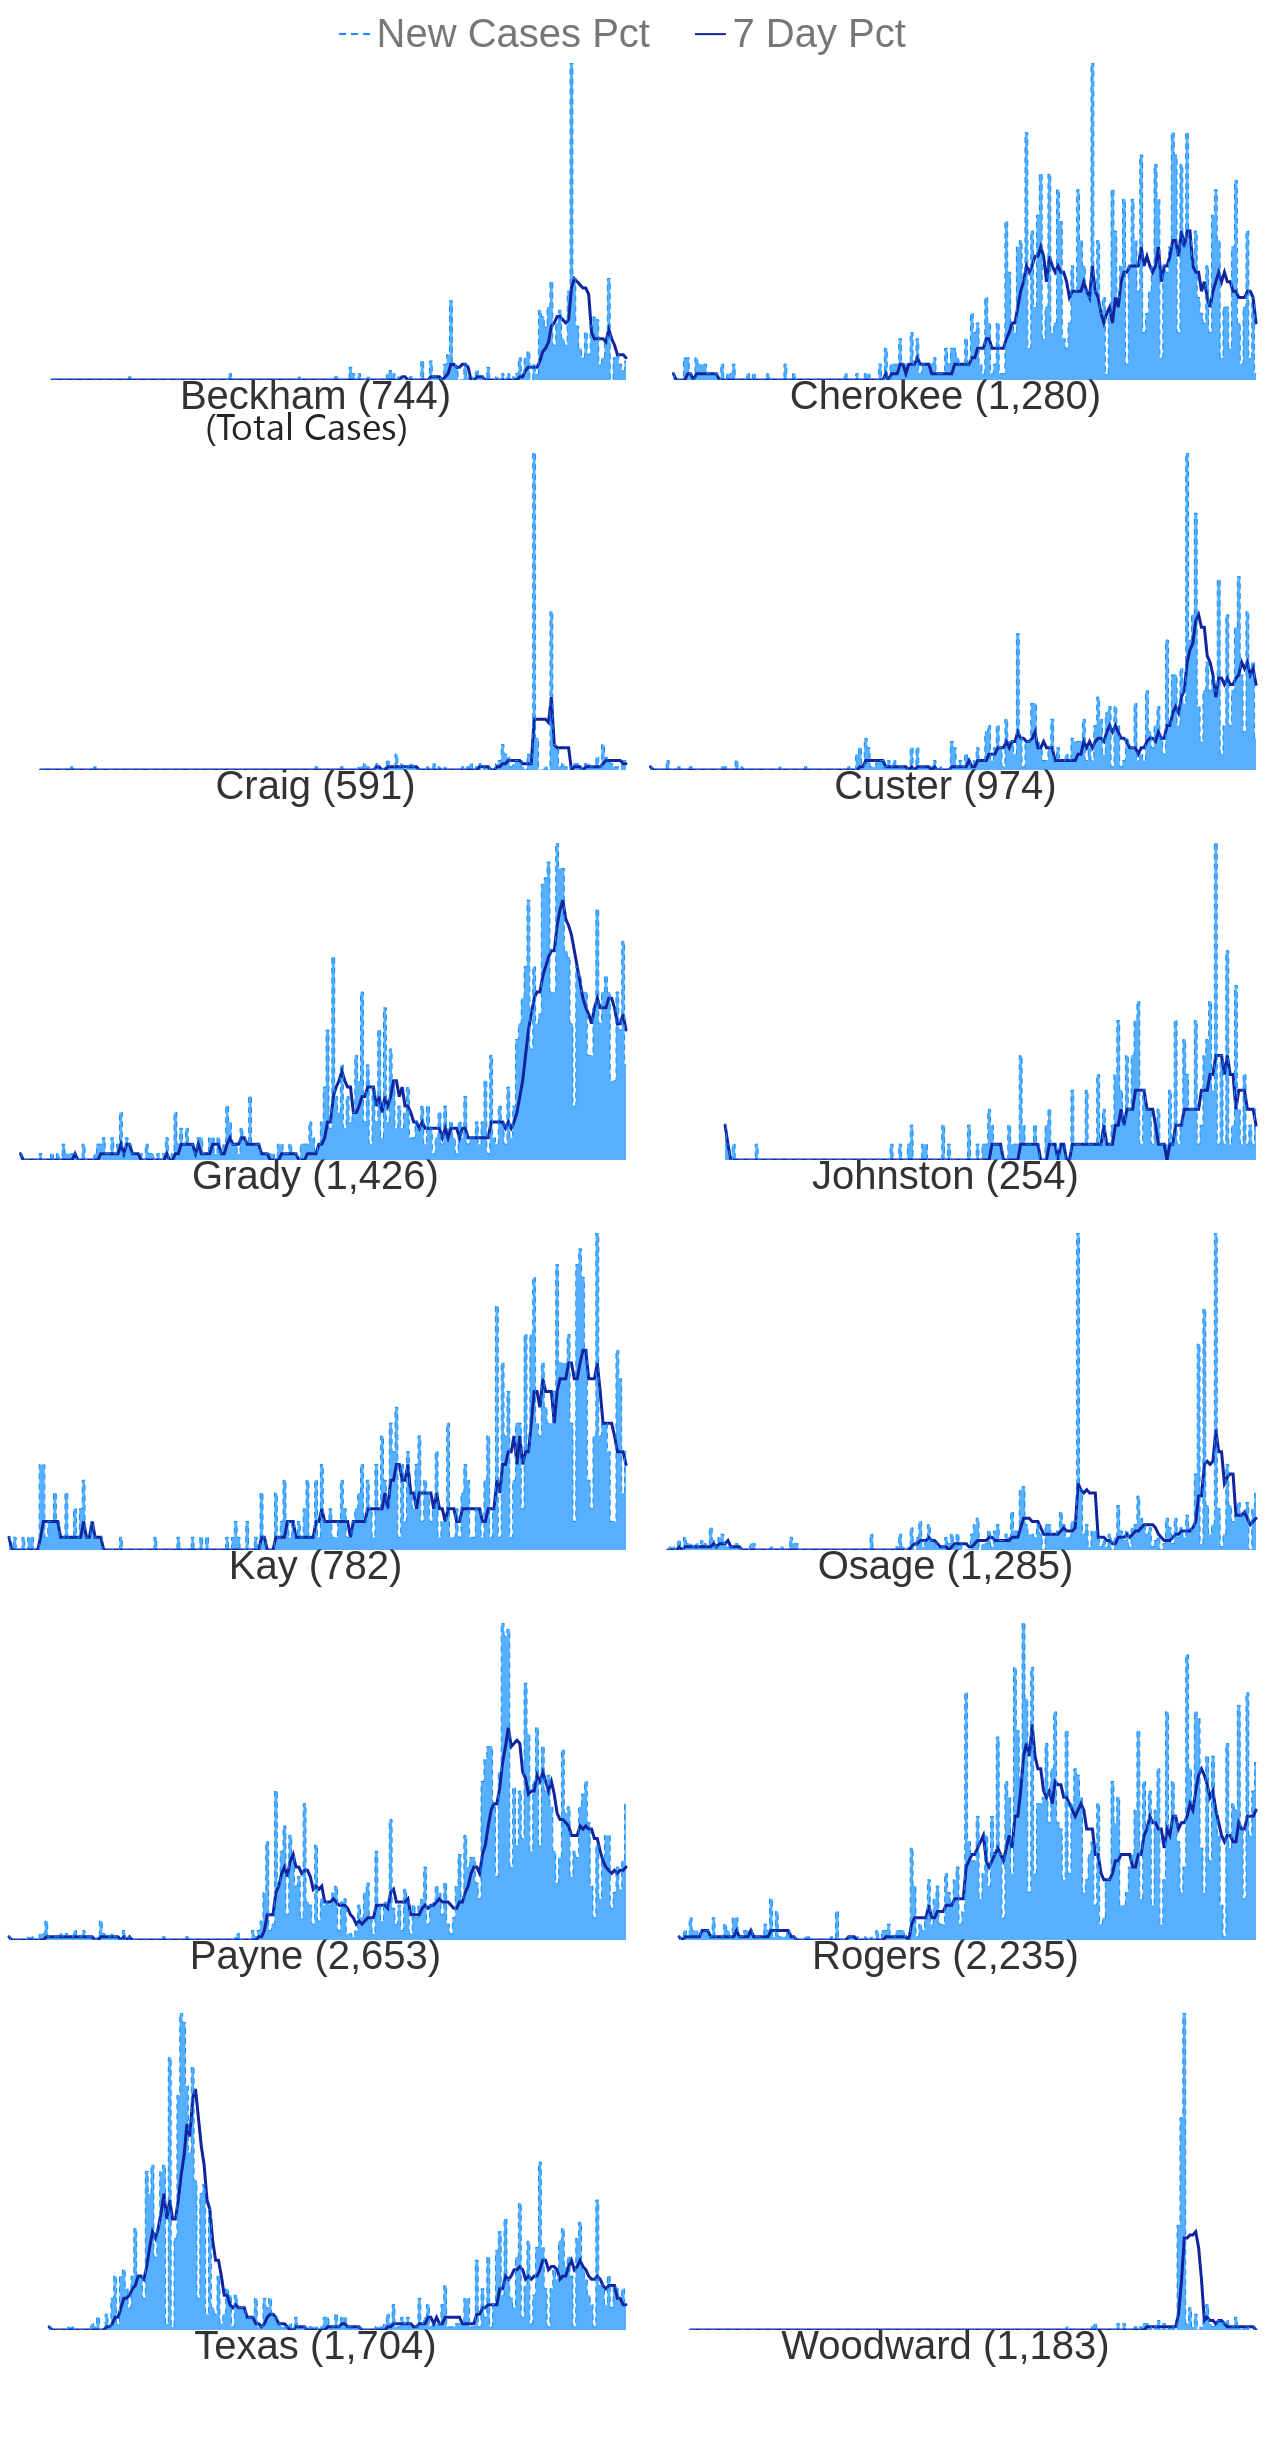 New Cases Pct 7 Day Pct
Beckham (744) Cherokee (1,280)
(Total Cases)
Craig (591) Custer (974)
Grady (1,426) Johnston (254)
Kay (782) Osage (1,285)
Payne (2,653) Rogers (2,235)
Texas (1,704) Woodward (1,183)